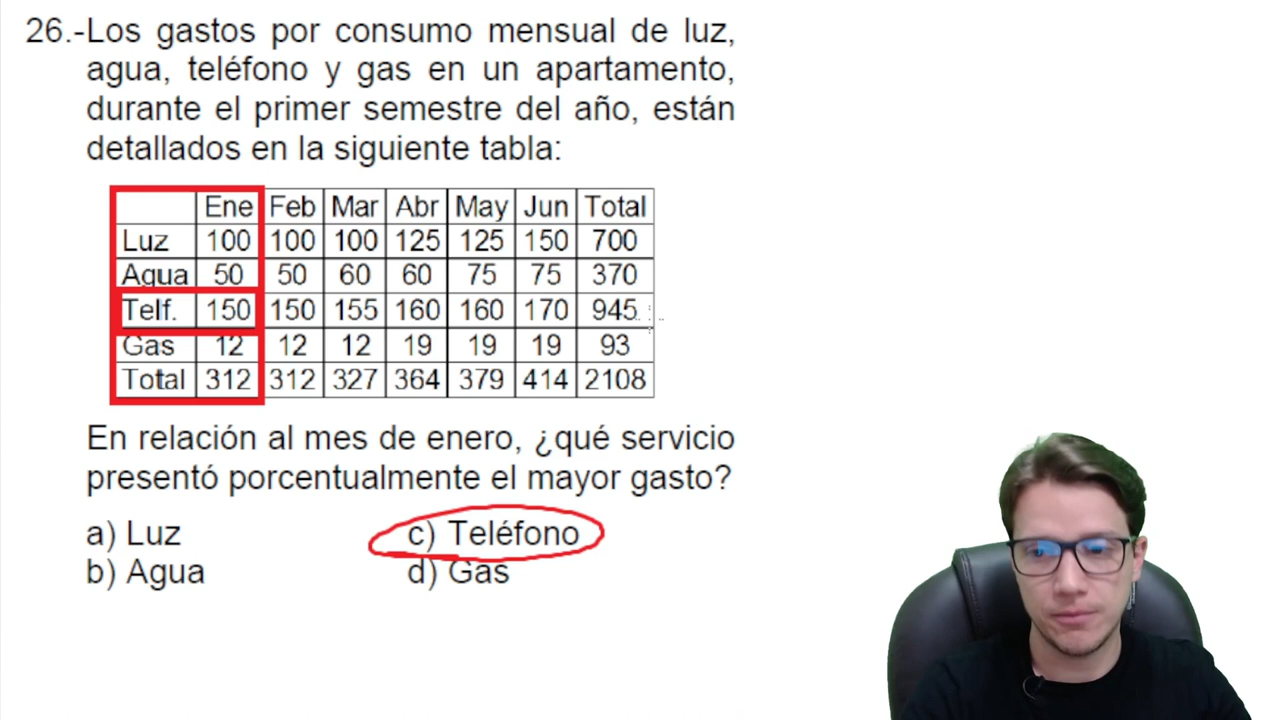 26.-Los gastos por consumo mensual de luz,
agua, teléfono y gas en un apartamento,
durante el primer semestre del año, están
detallados en la siguiente tabla:
Ene Feb Mar Abr May Jun Total
Luz 100 100 100 125 125 150 700
Agua 50 50 60 60 75 75 370
Telf. 150 150 155 160 160 170 945
Gas 12 12 12 19 19 19 93
Total 312 312 327 364 379 414 2108
En relación al mes de enero, ¿qué servicio
presentó porcentualmente el mayor gasto?
a) Luz c) Teléfono
b) Agua d) Gas